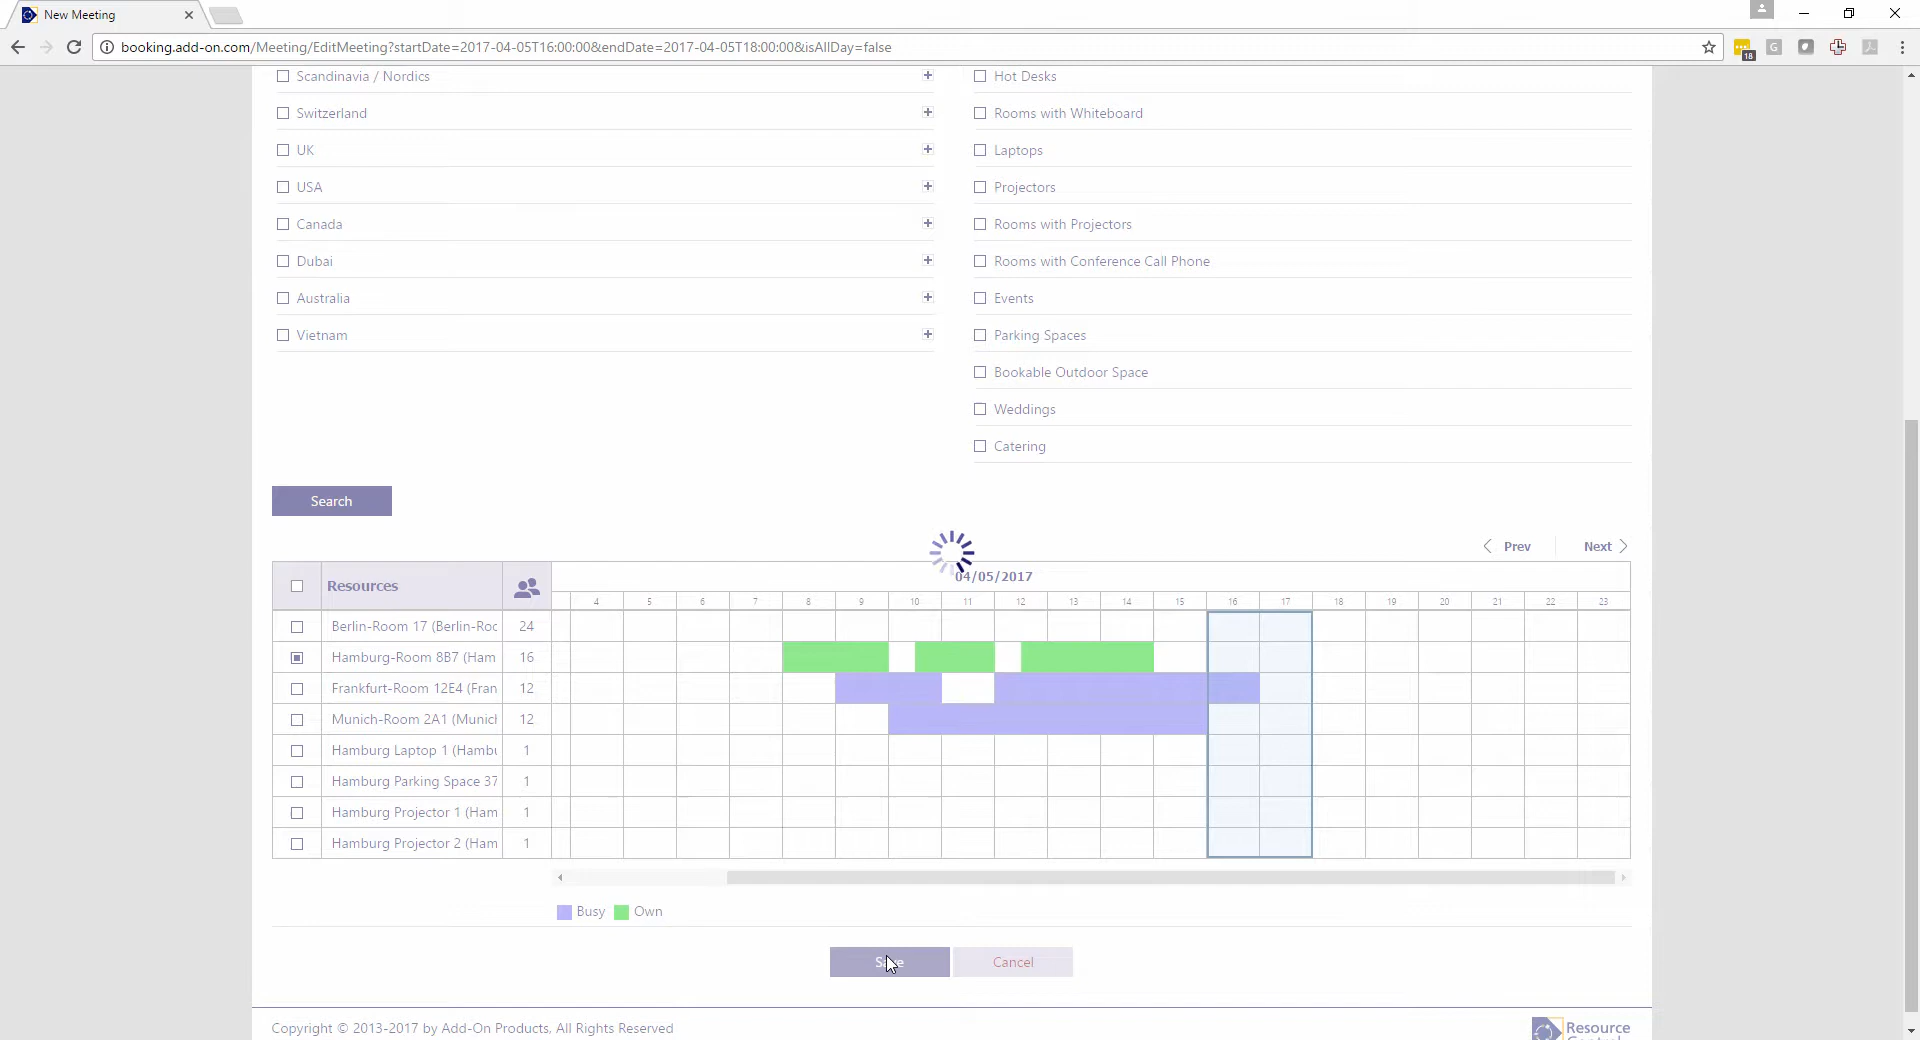 New Meeting
booking.add-on.com/Meeting/EditMeeting?startDate=2017-04-05T16:00:00&endDate=2017-04-05T18:00:00&isAllDay=false
18
G
Scandinavia / Nordics
Switzerland
UK
USA
Canada
Dubai
Australia
Vietnam
Hot Desks
Rooms with Whiteboard
Laptops
Projectors
Rooms with Projectors
Rooms with Conference Call Phone
Events
Parking Spaces
Bookable Outdoor Space
Weddings
Catering
Search
Prev Next
04/05/2017
Resources
4 5 6 7 8 9 10 11 12 13 14 15 16 17 18 19 20 21 22 23
Berlin-Room 17 (Berlin-Roo 24
Hamburg-Room 8B7 (Ham 16
Frankfurt-Room 12E4 (Fran 12
Munich-Room 2A1 (Munich 12
Hamburg Laptop 1 (Hambu 1
Hamburg Parking Space 37 1
Hamburg Projector 1 (Ham 1
Hamburg Projector 2 (Ham 1
Busy Own
Save Cancel
Copyright © 2013-2017 by Add-On Products, All Rights Reserved
Resource
Central